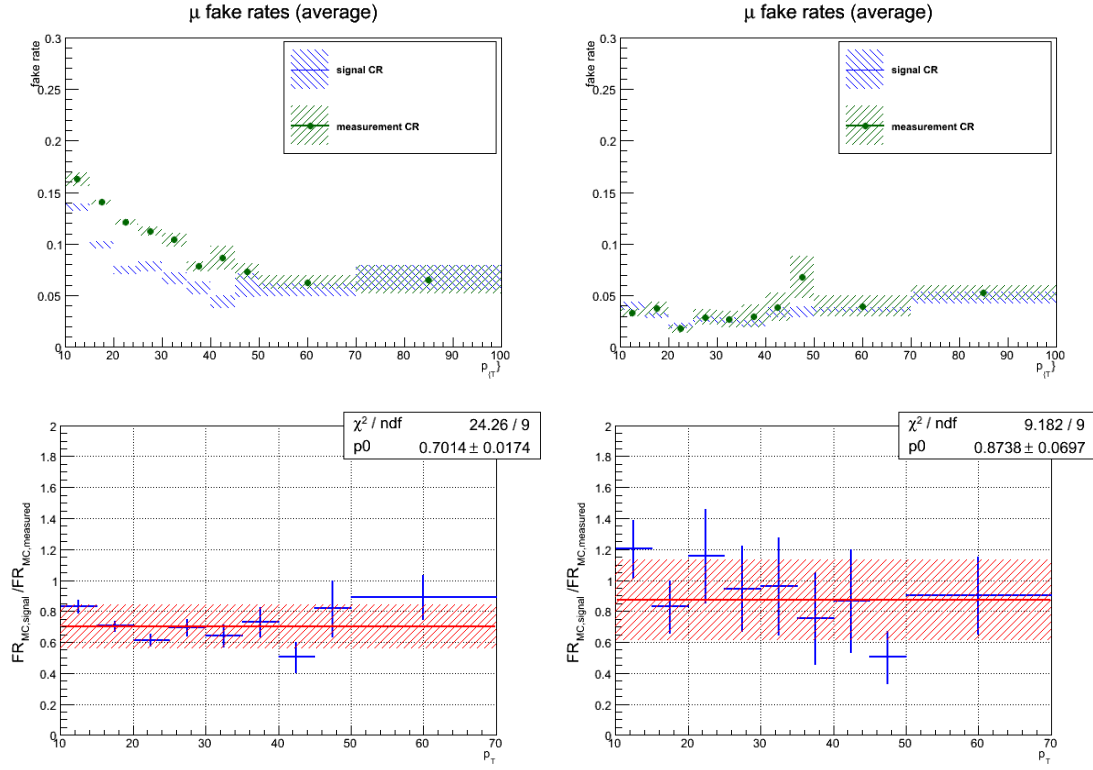 μ fake rates (average)
fake rate
0.3
0.25
0.2
0.15
0.1
0.05
0
signal CR
measurement CR
10 20 30 40 50 60 70 80 90 100
p_{T}
μ fake rates (average)
fake rate
0.3
0.25
0.2
0.15
0.1
0.05
0
signal CR
measurement CR
10 20 30 40 50 60 70 80 90 100
p_{T}
FR_{MC,signal}/FR_{MC,measured}
2
1.8
1.6
1.4
1.2
1
0.8
0.6
0.4
0.2
0
χ² / ndf 24.26 / 9
p0 0.7014 ± 0.0174
10 20 30 40 50 60 70
p_T
FR_{MC,signal}/FR_{MC,measured}
2
1.8
1.6
1.4
1.2
1
0.8
0.6
0.4
0.2
0
χ² / ndf 9.182 / 9
p0 0.8738 ± 0.0697
10 20 30 40 50 60 70
p_T